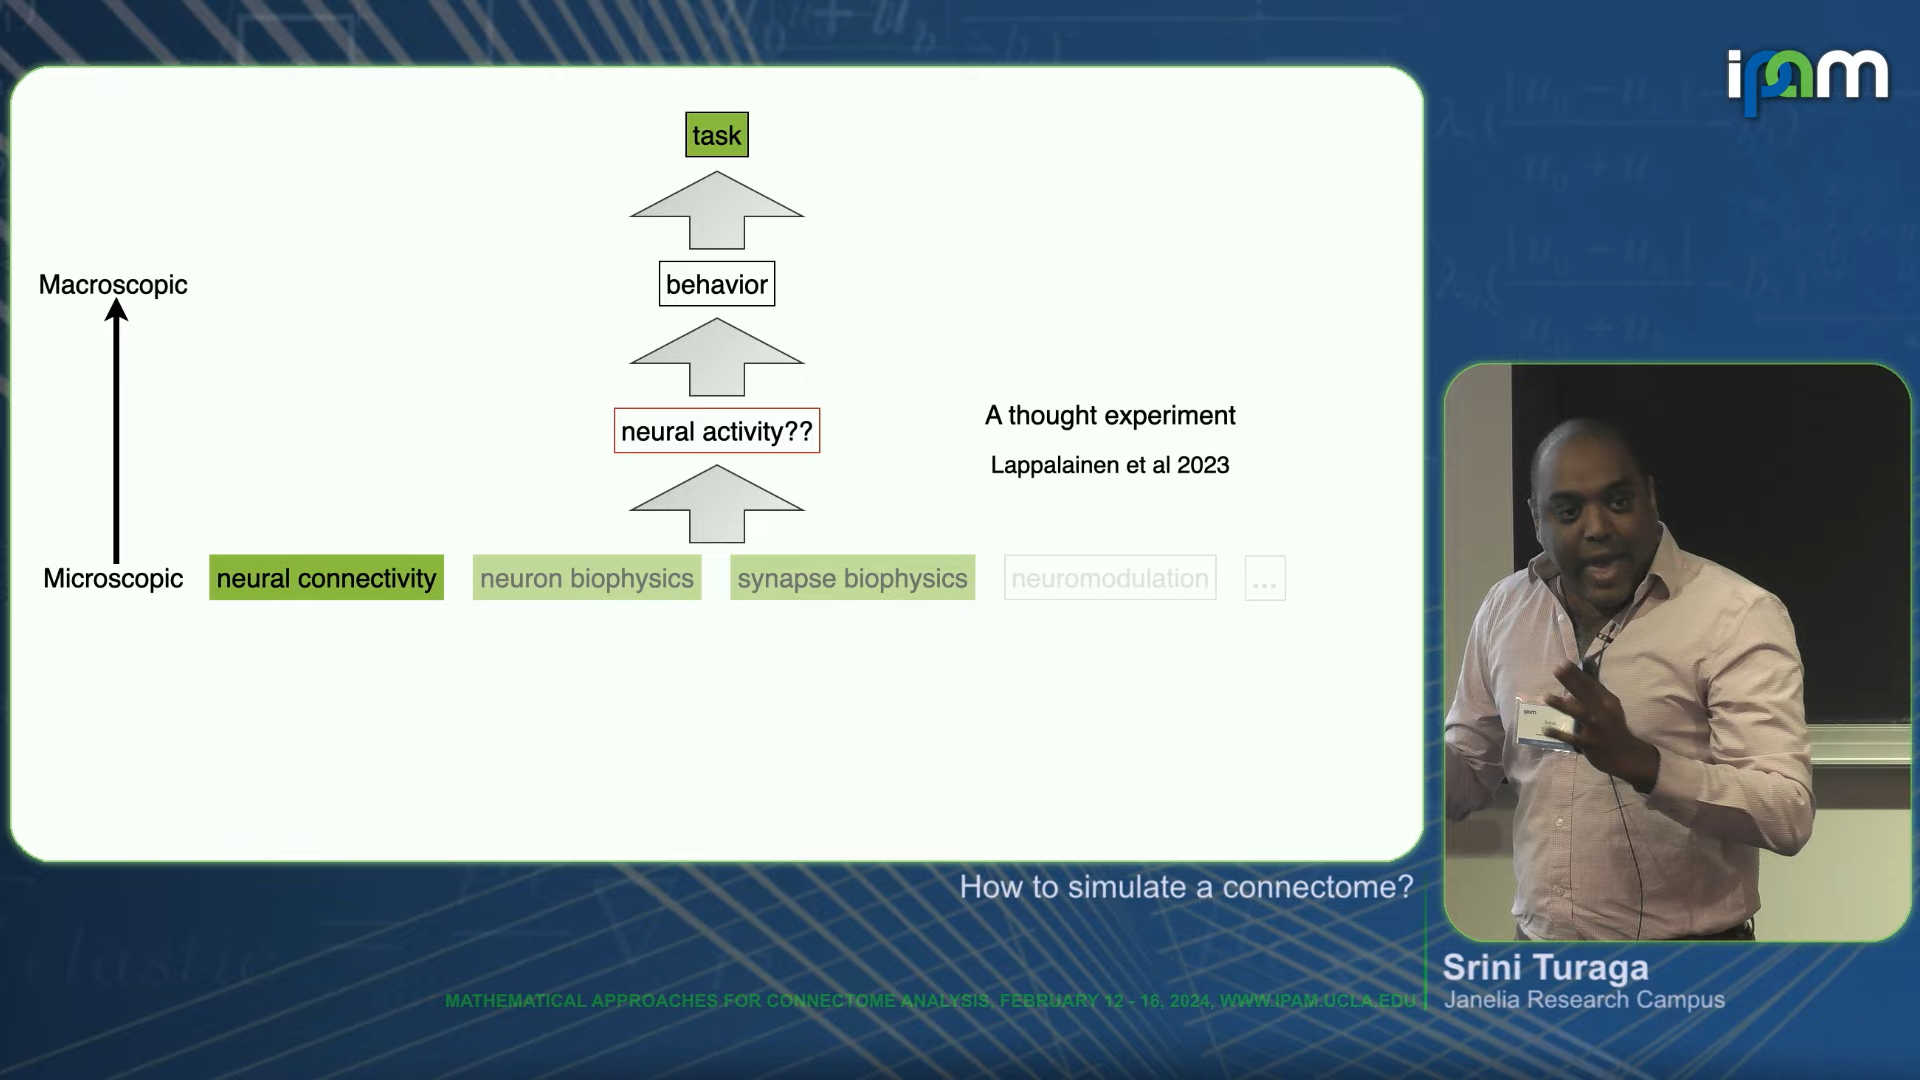 ipam
task
Macroscopic
behavior
neural activity??
A thought experiment
Lappalainen et al 2023
Microscopic
neural connectivity
neuron biophysics
synapse biophysics
neuromodulation
...
How to simulate a connectome?
Srini Turaga
Janelia Research Campus
MATHEMATICAL APPROACHES FOR CONNECTOME ANALYSIS, FEBRUARY 12 - 16, 2024, WWW.IPAM.UCLA.EDU